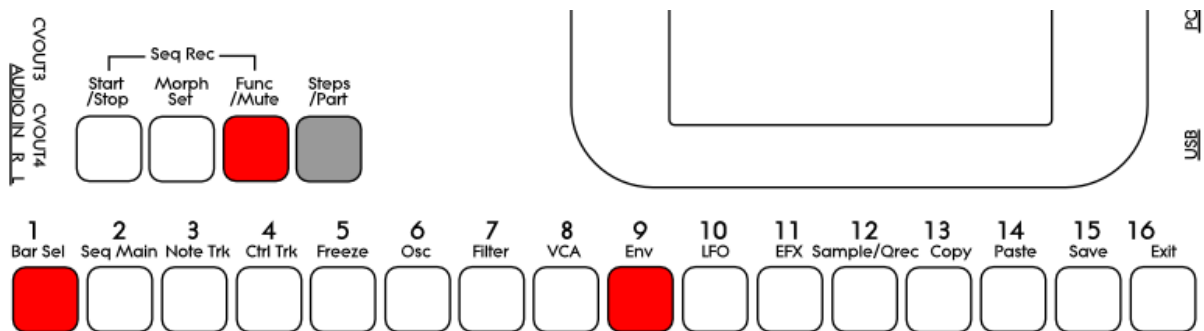 CVOUT3 CVOUT4
AUDIO IN R L
Seq Rec
Start
/Stop
Morph
Set
Func
/Mute
Steps
/Part
PC
USB
1 2 3 4 5 6 7 8 9 10 11 12 13 14 15 16
Bar Sel Seq Main Note Trk Ctrl Trk Freeze Osc Filter VCA Env LFO EFX Sample/Qrec Copy Paste Save Exit